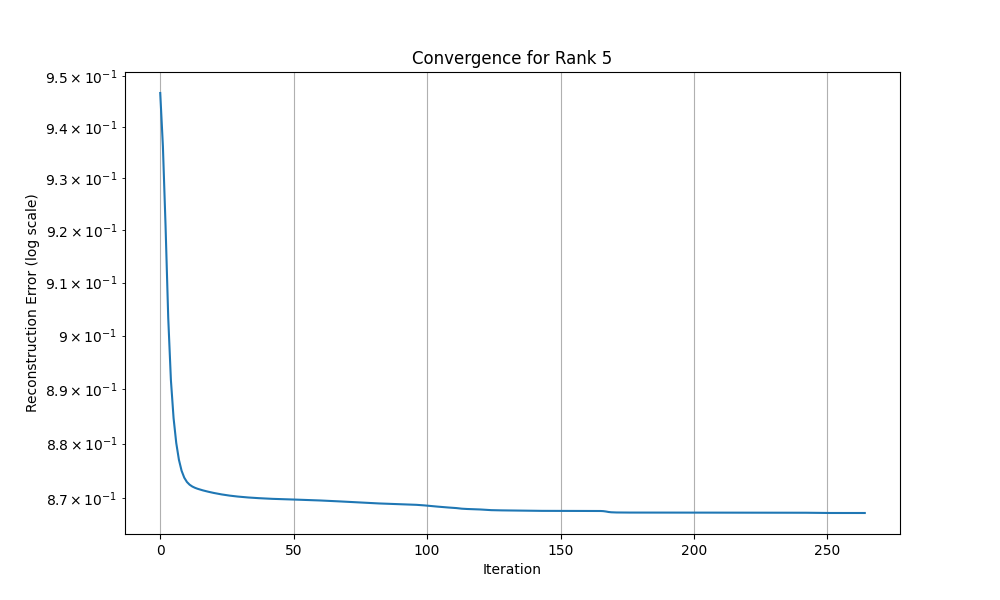 Convergence for Rank 5
Reconstruction Error (log scale)
9.5 × 10⁻¹
9.4 × 10⁻¹
9.3 × 10⁻¹
9.2 × 10⁻¹
9.1 × 10⁻¹
9 × 10⁻¹
8.9 × 10⁻¹
8.8 × 10⁻¹
8.7 × 10⁻¹
0 50 100 150 200 250
Iteration